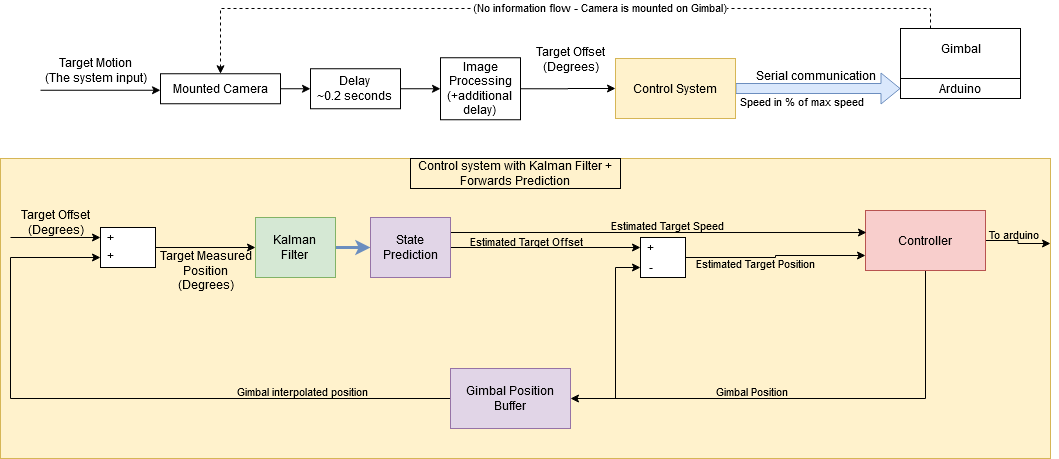 (No information flow - Camera is mounted on Gimbal)
Target Motion
(The system input)
Mounted Camera
Delay
~0.2 seconds
Image
Processing
(+additional
delay)
Target Offset
(Degrees)
Control System
Serial communication
Speed in % of max speed
Gimbal
Arduino
Control system with Kalman Filter +
Forwards Prediction
Target Offset
(Degrees)
+
+
Target Measured
Position
(Degrees)
Kalman
Filter
State
Prediction
Estimated Target Speed
Estimated Target Offset
+
-
Estimated Target Position
Controller
To arduino
Gimbal interpolated position
Gimbal Position
Buffer
Gimbal Position